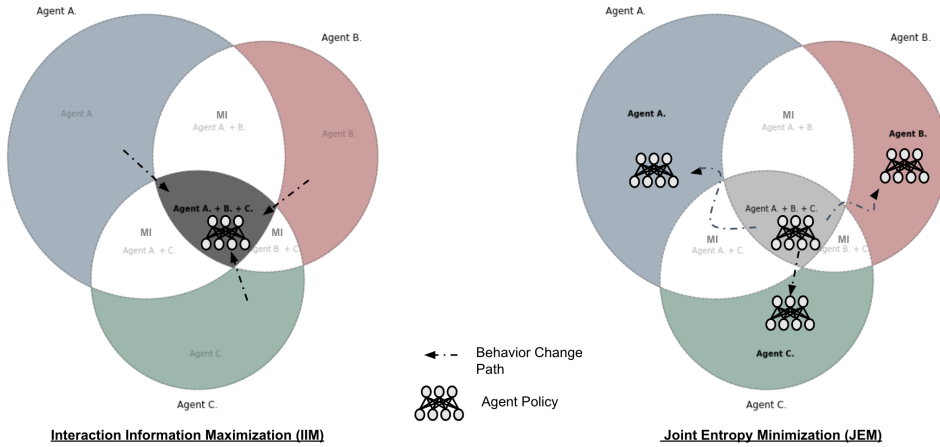 Agent A.
Agent B.
MI
Agent A. + B.
Agent A.
Agent B.
Agent A. + B. + C.
MI
Agent A. + C.
MI
Agent B. + C.
Agent C.
Agent C.
Interaction Information Maximization (IIM)
Behavior Change
Path
Agent Policy
Agent A.
Agent B.
MI
Agent A. + B.
Agent A.
Agent B.
Agent A. + B. + C.
MI
Agent A. + C.
MI
Agent B. + C.
Agent C.
Agent C.
Joint Entropy Minimization (JEM)